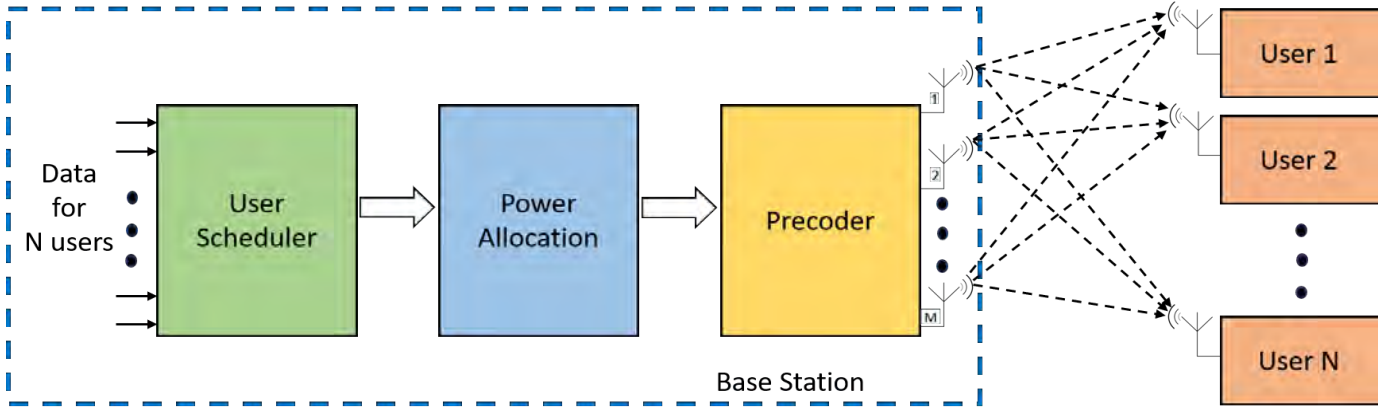 Data
for
N users
User
Scheduler
Power
Allocation
Precoder
1
2
M
Base Station
User 1
User 2
User N